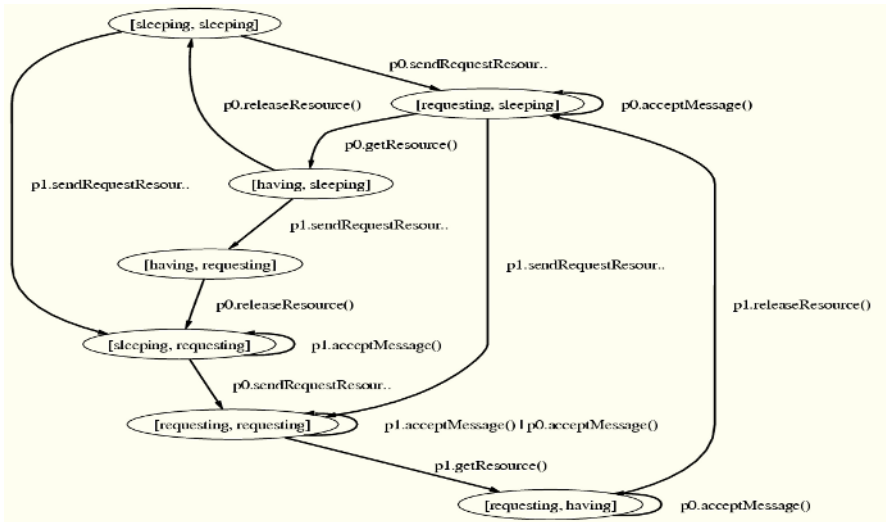 [sleeping, sleeping]
p0.sendRequestResour..
[requesting, sleeping]
p0.acceptMessage()
p0.releaseResource()
p0.getResource()
[having, sleeping]
p1.sendRequestResour..
p1.sendRequestResour..
[having, requesting]
p1.sendRequestResour..
p0.releaseResource()
p1.releaseResource()
[sleeping, requesting]
p1.acceptMessage()
p0.sendRequestResour..
[requesting, requesting]
p1.acceptMessage() | p0.acceptMessage()
p1.getResource()
[requesting, having]
p0.acceptMessage()